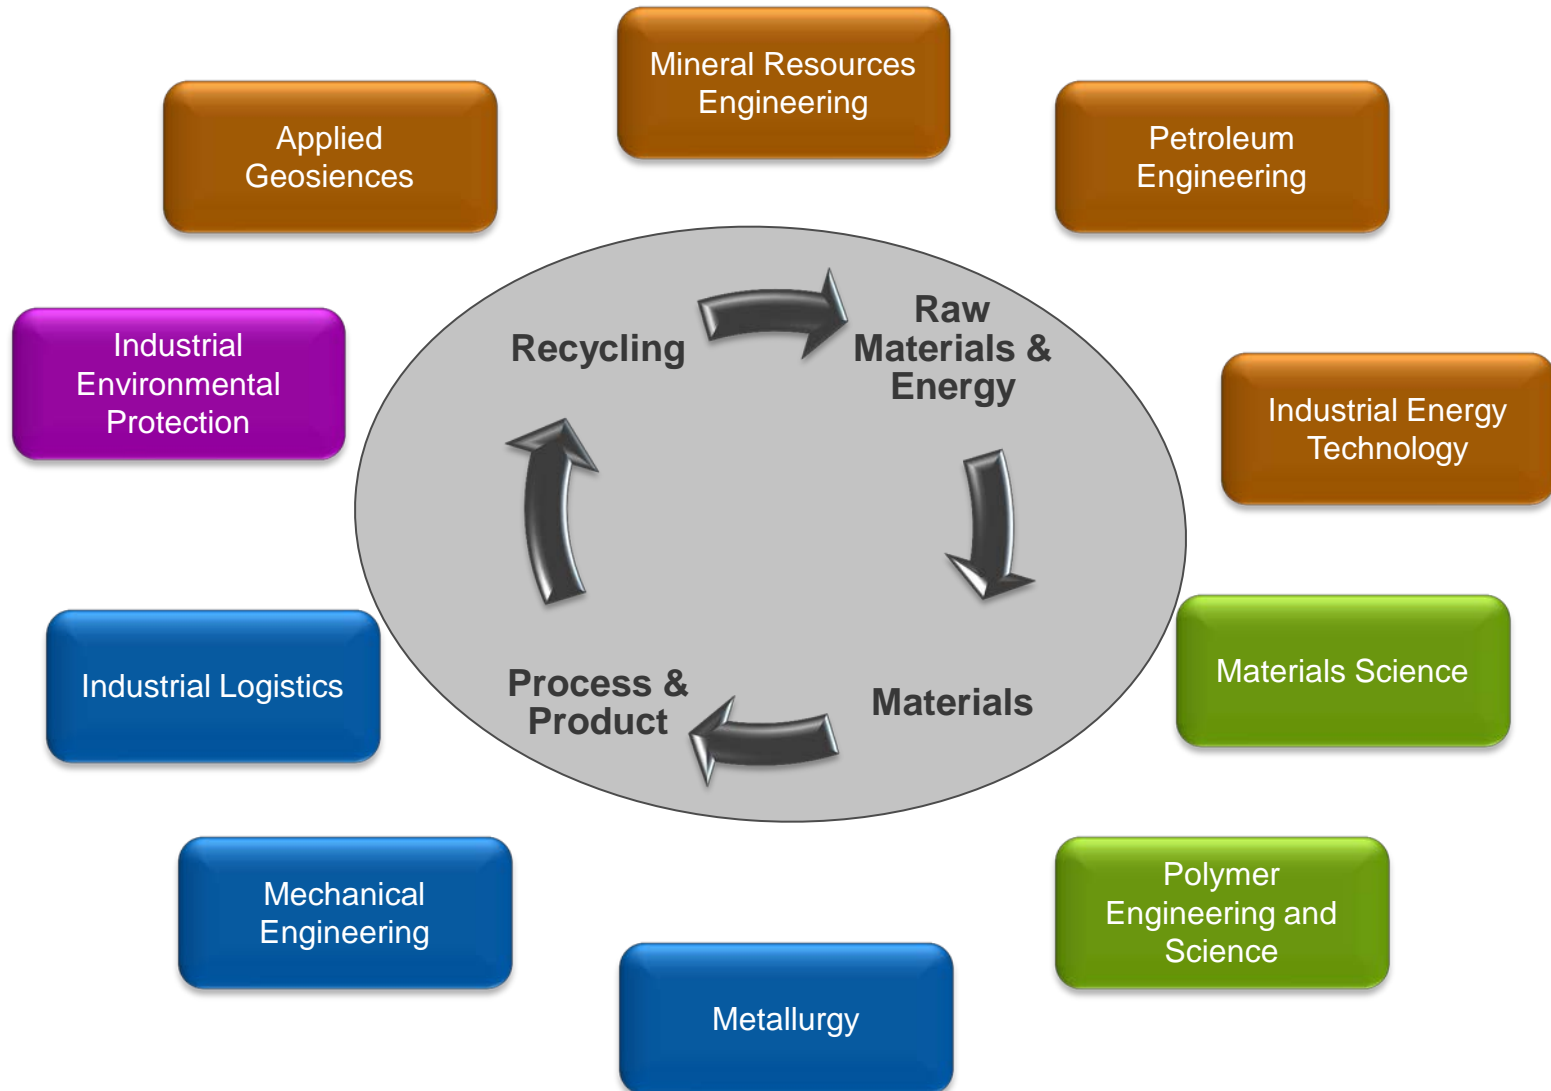 Mineral Resources
Engineering
Applied
Geosiences
Petroleum
Engineering
Recycling
Raw
Materials &
Energy
Industrial
Environmental
Protection
Industrial Energy
Technology
Industrial Logistics
Process &
Product
Materials
Materials Science
Mechanical
Engineering
Polymer
Engineering and
Science
Metallurgy